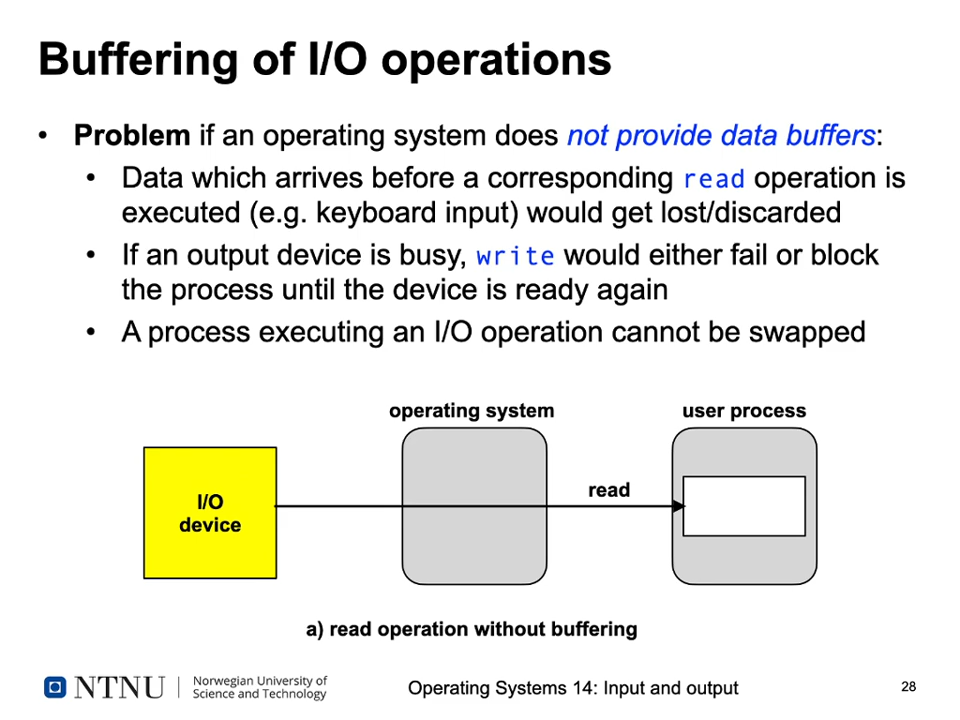 Buffering of I/O operations
• Problem if an operating system does not provide data buffers:
• Data which arrives before a corresponding read operation is
executed (e.g. keyboard input) would get lost/discarded
• If an output device is busy, write would either fail or block
the process until the device is ready again
• A process executing an I/O operation cannot be swapped
operating system
user process
I/O
device
read
a) read operation without buffering
NTNU
Norwegian University of
Science and Technology
Operating Systems 14: Input and output
28